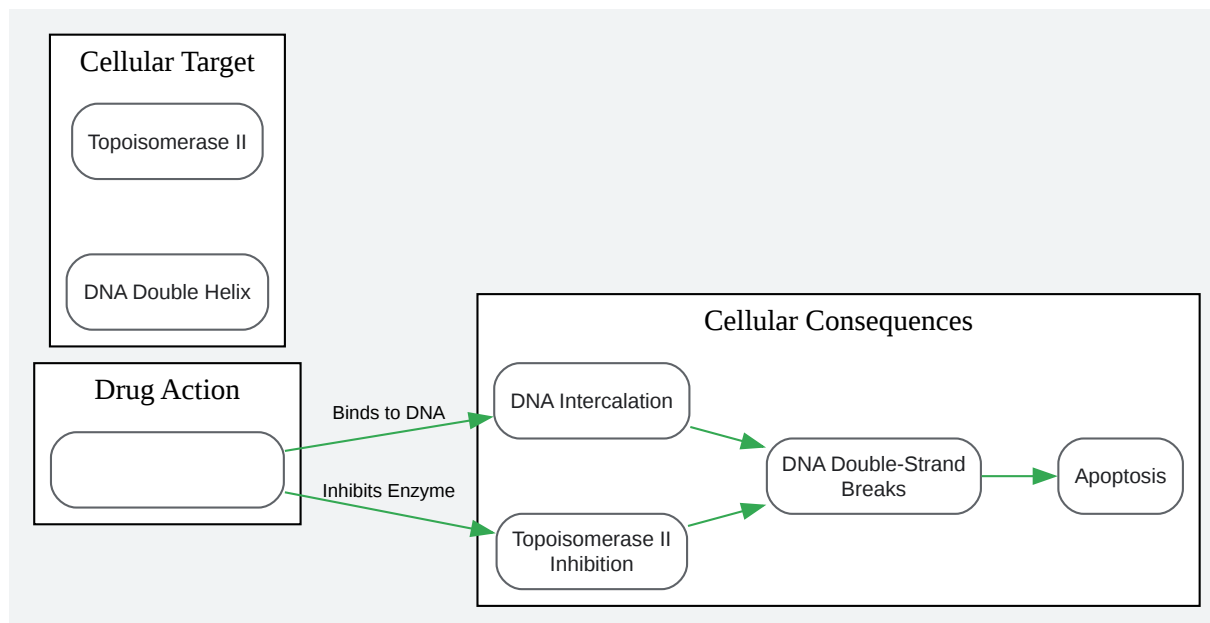 Cellular Target
Topoisomerase II
DNA Double Helix
Drug Action
Binds to DNA
Inhibits Enzyme
Cellular Consequences
DNA Intercalation
Topoisomerase II
Inhibition
DNA Double-Strand
Breaks
Apoptosis